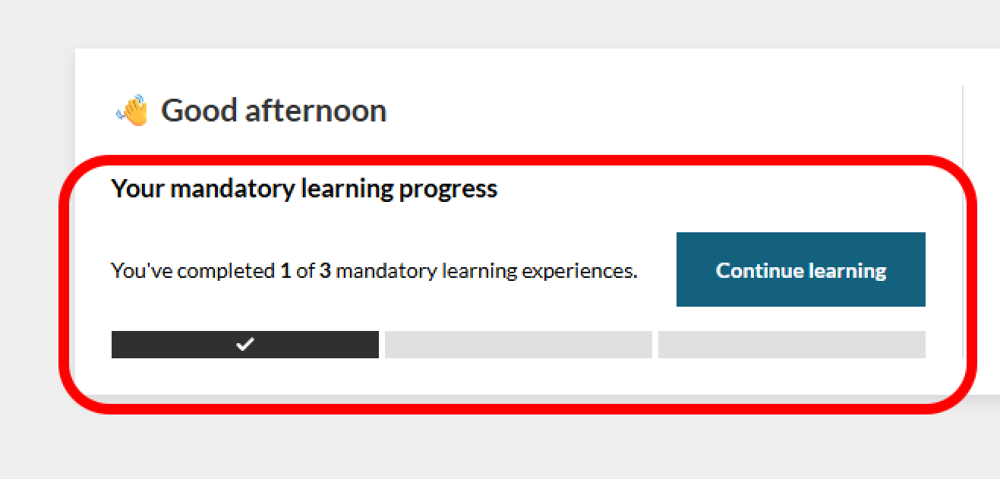 Good afternoon
Your mandatory learning progress
You've completed 1 of 3 mandatory learning experiences.
Continue learning